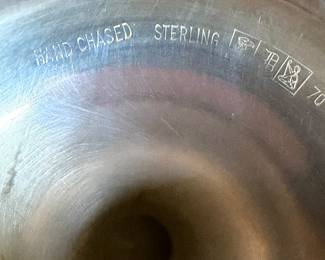 HAND CHASED STERLING 70